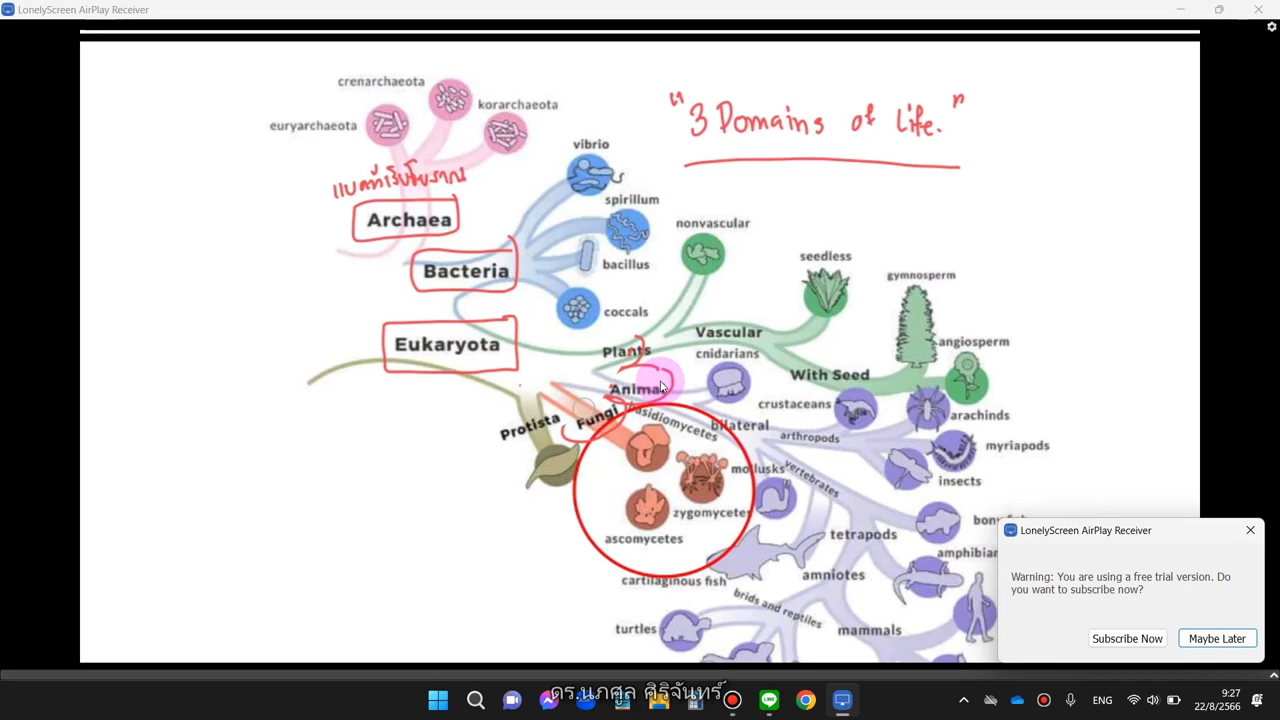 LonelyScreen AirPlay Receiver
"3 Domains of Life."
crenarchaeota
korarchaeota
euryarchaeota
แบคทีเรียโบราณ
Archaea
vibrio
spirillum
Bacteria
bacillus
coccals
nonvascular
seedless
gymnosperm
Eukaryota
Plants
Vascular
angiosperm
cnidarians
With Seed
Animal
crustaceans
arachinds
Protista
Fungi
basidiomycetes
bilateral
arthropods
myriapods
mollusks
vertebrates
insects
zygomycetes
ascomycetes
tetrapods
cartilaginous fish
amniotes
brids and reptiles
turtles
mammals
LonelyScreen AirPlay Receiver
Warning: You are using a free trial version. Do
you want to subscribe now?
Subscribe Now
Maybe Later
ดร.นภศูล ศิริจันทร์
ENG
9:27
22/8/2566